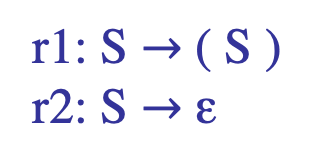 r1: S → ( S )
r2: S → ε